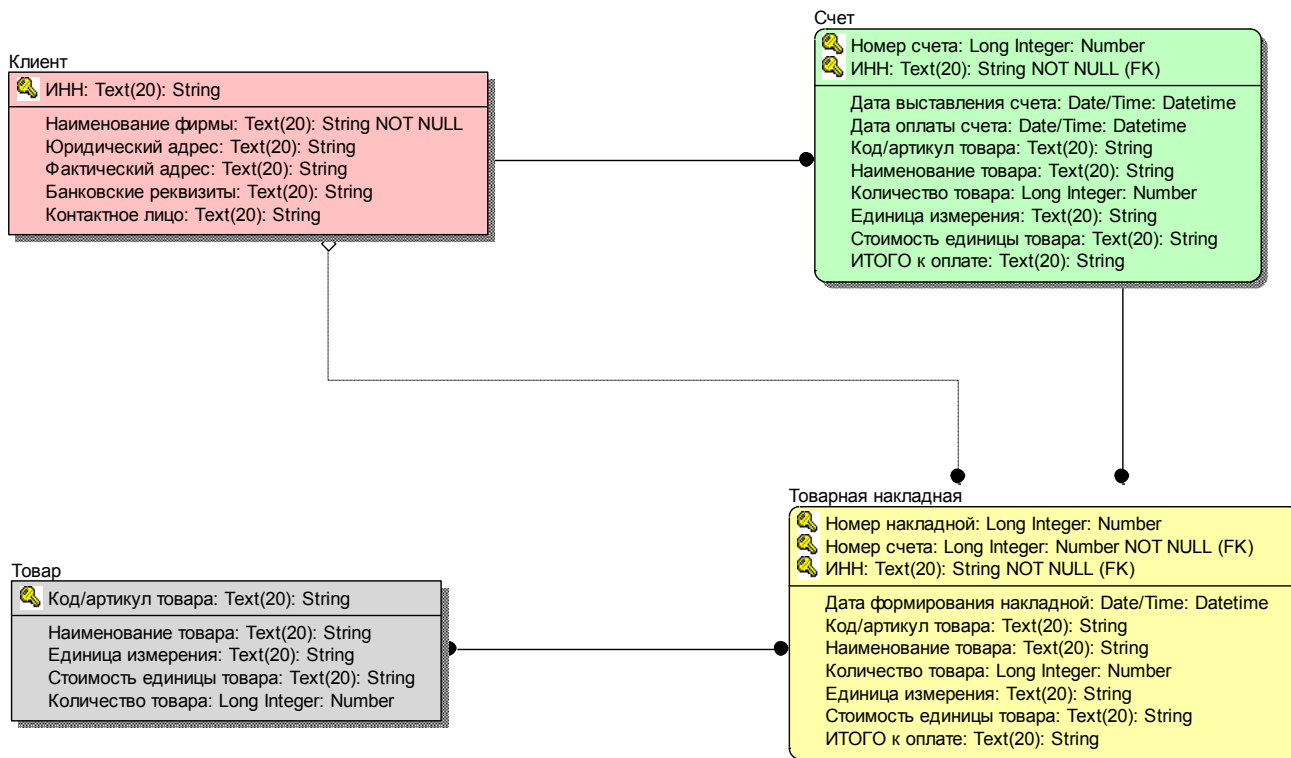 Клиент
ИНН: Text(20): String
Наименование фирмы: Text(20): String NOT NULL
Юридический адрес: Text(20): String
Фактический адрес: Text(20): String
Банковские реквизиты: Text(20): String
Контактное лицо: Text(20): String
Счет
Номер счета: Long Integer: Number
ИНН: Text(20): String NOT NULL (FK)
Дата выставления счета: Date/Time: Datetime
Дата оплаты счета: Date/Time: Datetime
Код/артикул товара: Text(20): String
Наименование товара: Text(20): String
Количество товара: Long Integer: Number
Единица измерения: Text(20): String
Стоимость единицы товара: Text(20): String
ИТОГО к оплате: Text(20): String
Товар
Код/артикул товара: Text(20): String
Наименование товара: Text(20): String
Единица измерения: Text(20): String
Стоимость единицы товара: Text(20): String
Количество товара: Long Integer: Number
Товарная накладная
Номер накладной: Long Integer: Number
Номер счета: Long Integer: Number NOT NULL (FK)
ИНН: Text(20): String NOT NULL (FK)
Дата формирования накладной: Date/Time: Datetime
Код/артикул товара: Text(20): String
Наименование товара: Text(20): String
Количество товара: Long Integer: Number
Единица измерения: Text(20): String
Стоимость единицы товара: Text(20): String
ИТОГО к оплате: Text(20): String